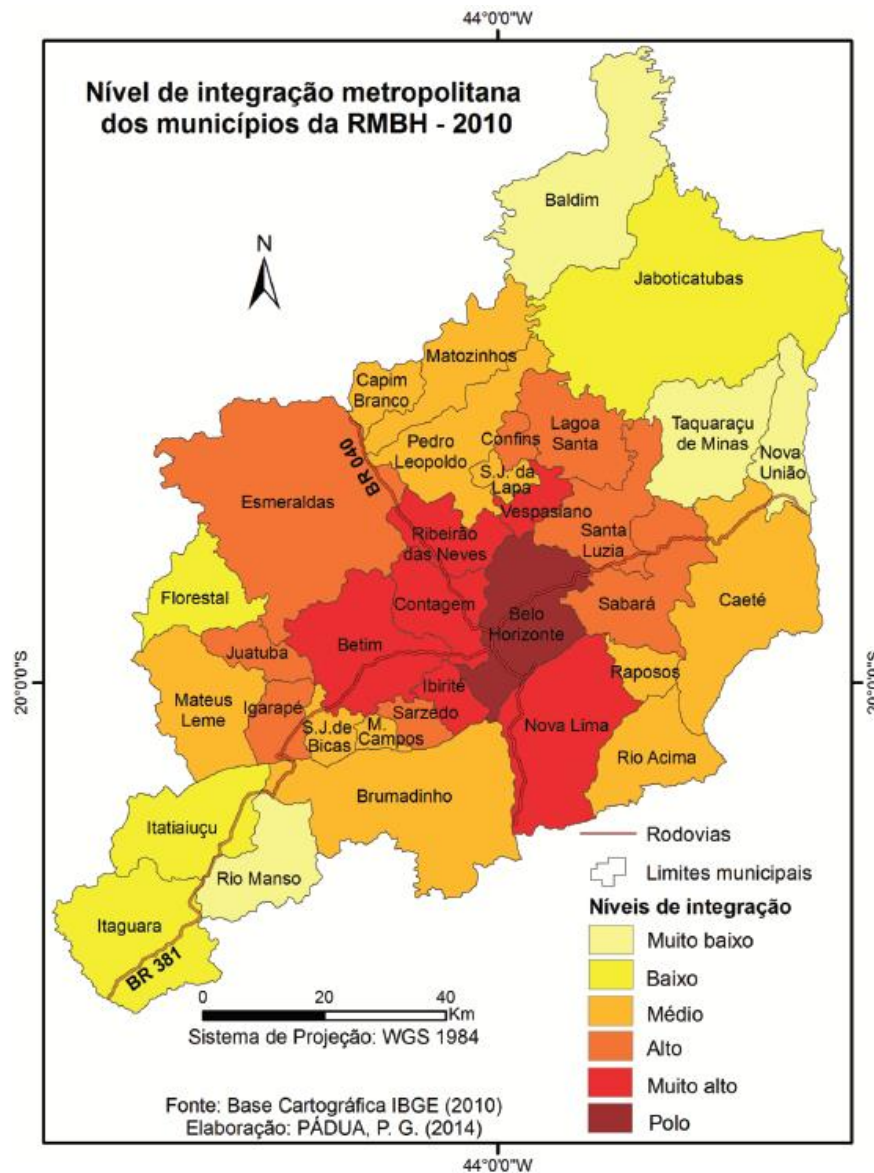 44°0'0"W
Nível de integração metropolitana
dos municípios da RMBH - 2010
N
Baldim
Jaboticatubas
Matozinhos
Capim
Branco
Taquaraçu
de Minas
Nova
União
Lagoa
Santa
Confins
Pedro
Leopoldo
S.J. da
Lapa
BR 040
Esmeraldas
Vespasiano
Ribeirão
das Neves
Santa
Luzia
Florestal
Contagem
Belo
Horizonte
Sabará
Caeté
Betim
Juatuba
Raposos
20°0'0"S
20°0'0"S
Mateus
Leme
Igarapé
Ibirité
Sarzedo
S.J.de
Bicas
M.
Campos
Nova Lima
Rio Acima
Brumadinho
Itatiaiuçu
Rio Manso
Itaguara
BR 381
Rodovias
Limites municipais
Níveis de integração
Muito baixo
Baixo
Médio
Alto
Muito alto
Polo
0 20 40
Km
Sistema de Projeção: WGS 1984
Fonte: Base Cartográfica IBGE (2010)
Elaboração: PÁDUA, P. G. (2014)
44°0'0"W